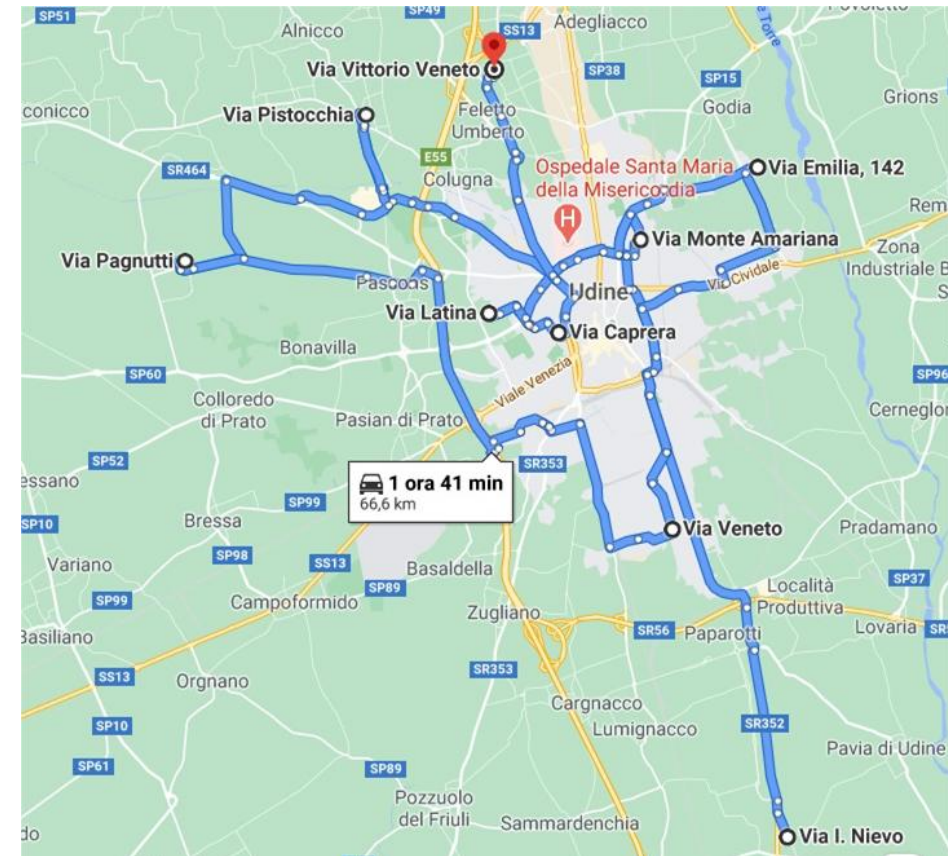 SP51
SP49
SS13
Adegliacco
Alnicco
Via Vittorio Veneto
SP38
SP15
Grions
conicco
Via Pistocchia
Feletto
Umberto
Godia
E55
SR464
Colugna
Ospedale Santa Maria
della Misericordia
H
Via Emilia, 142
Rem
Via Monte Amariana
Via Pagnutti
Zona
Industriale B
Via Cividale
Udine
Via Latina
Via Caprera
Bonavilla
SP60
Viale Venezia
SP96
Colloredo
di Prato
Pasian di Prato
Cerneglon
SP52
SR353
essano
1 ora 41 min
66,6 km
SP99
SP10
Bressa
Via Veneto
Pradamano
Variano
SP98
SS13
Basaldella
SP37
SP99
Campoformido
SP89
Località
Produttiva
Zugliano
Basiliano
SR56
Paparotti
Lovaria
SS13
Orgnano
SR353
Cargnacco
SP10
Lumignacco
SR352
SP61
SP89
Pavia di Udine
Pozzuolo
del Friuli
Sammardenchia
Via I. Nievo